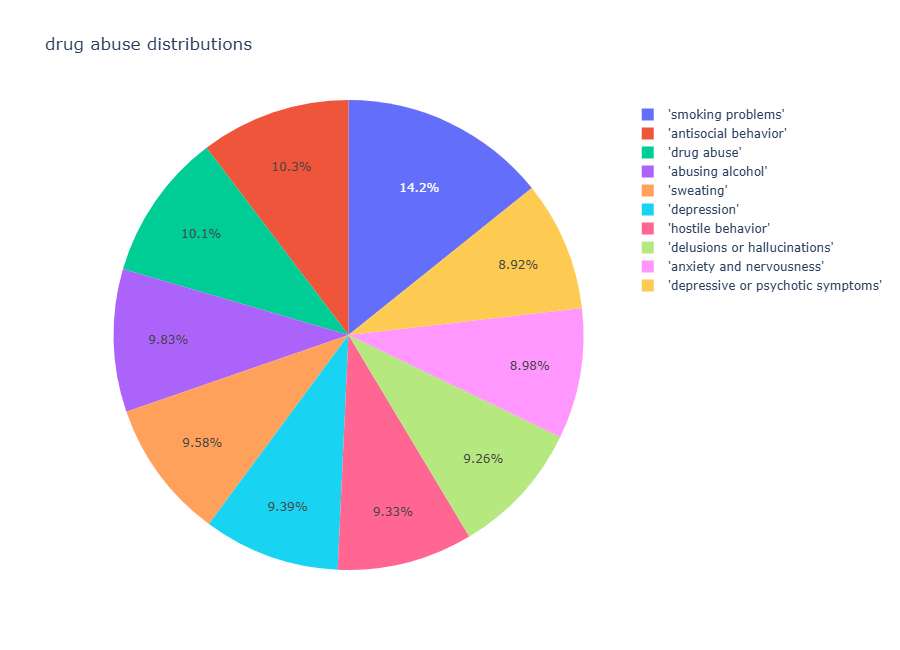 drug abuse distributions
'smoking problems'
'antisocial behavior'
'drug abuse'
'abusing alcohol'
'sweating'
'depression'
'hostile behavior'
'delusions or hallucinations'
'anxiety and nervousness'
'depressive or psychotic symptoms'
10.3%
14.2%
10.1%
8.92%
9.83%
8.98%
9.58%
9.26%
9.39%
9.33%